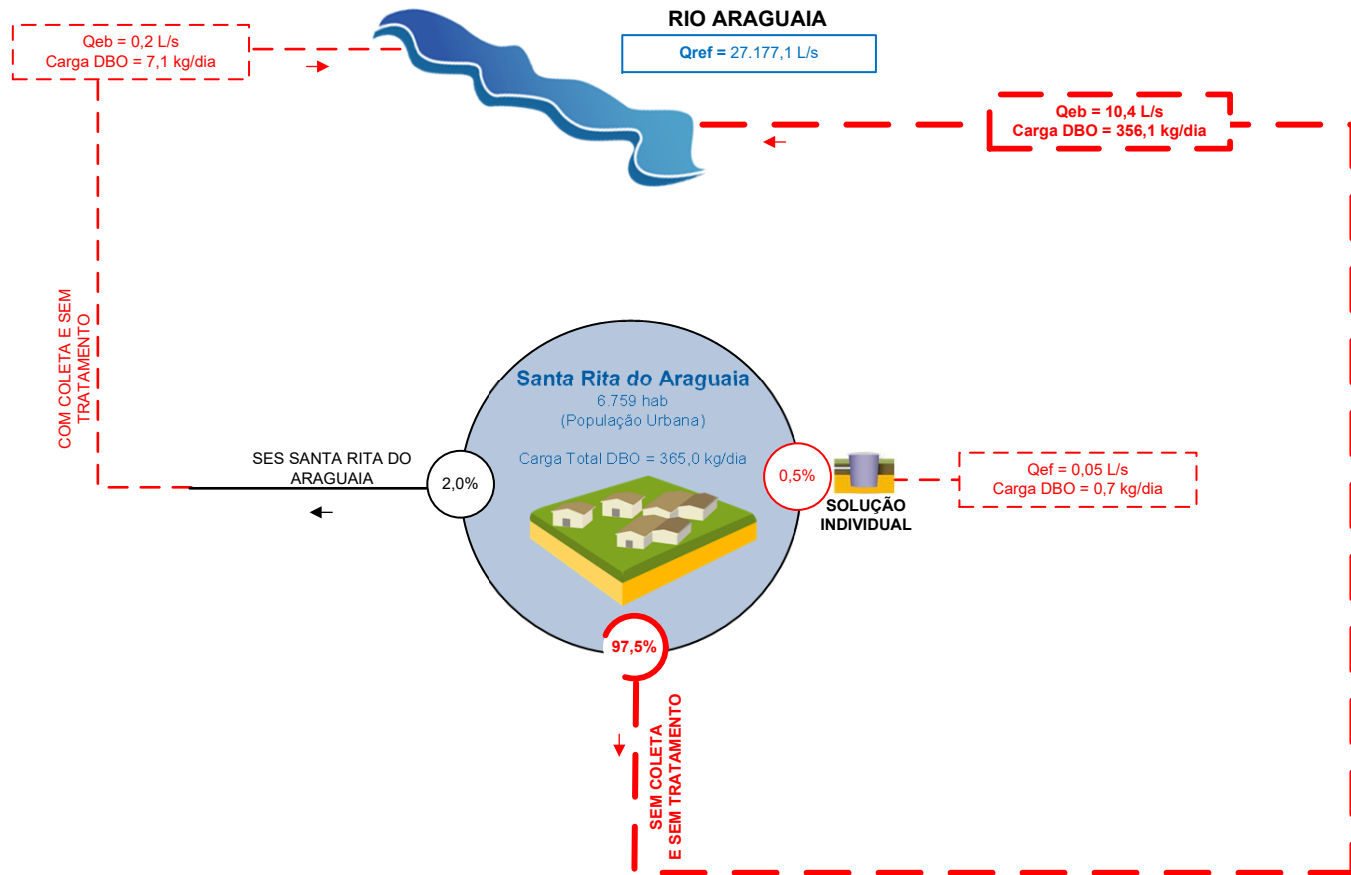 RIO ARAGUAIA
Qref = 27.177,1 L/s
Qeb = 0,2 L/s
Carga DBO = 7,1 kg/dia
Qeb = 10,4 L/s
Carga DBO = 356,1 kg/dia
COM COLETA E SEM
TRATAMENTO
Santa Rita do Araguaia
6.759 hab
(População Urbana)
Carga Total DBO = 365,0 kg/dia
SES SANTA RITA DO
ARAGUAIA
2,0%
0,5%
SOLUÇÃO
INDIVIDUAL
Qef = 0,05 L/s
Carga DBO = 0,7 kg/dia
97,5%
SEM COLETA
E SEM TRATAMENTO